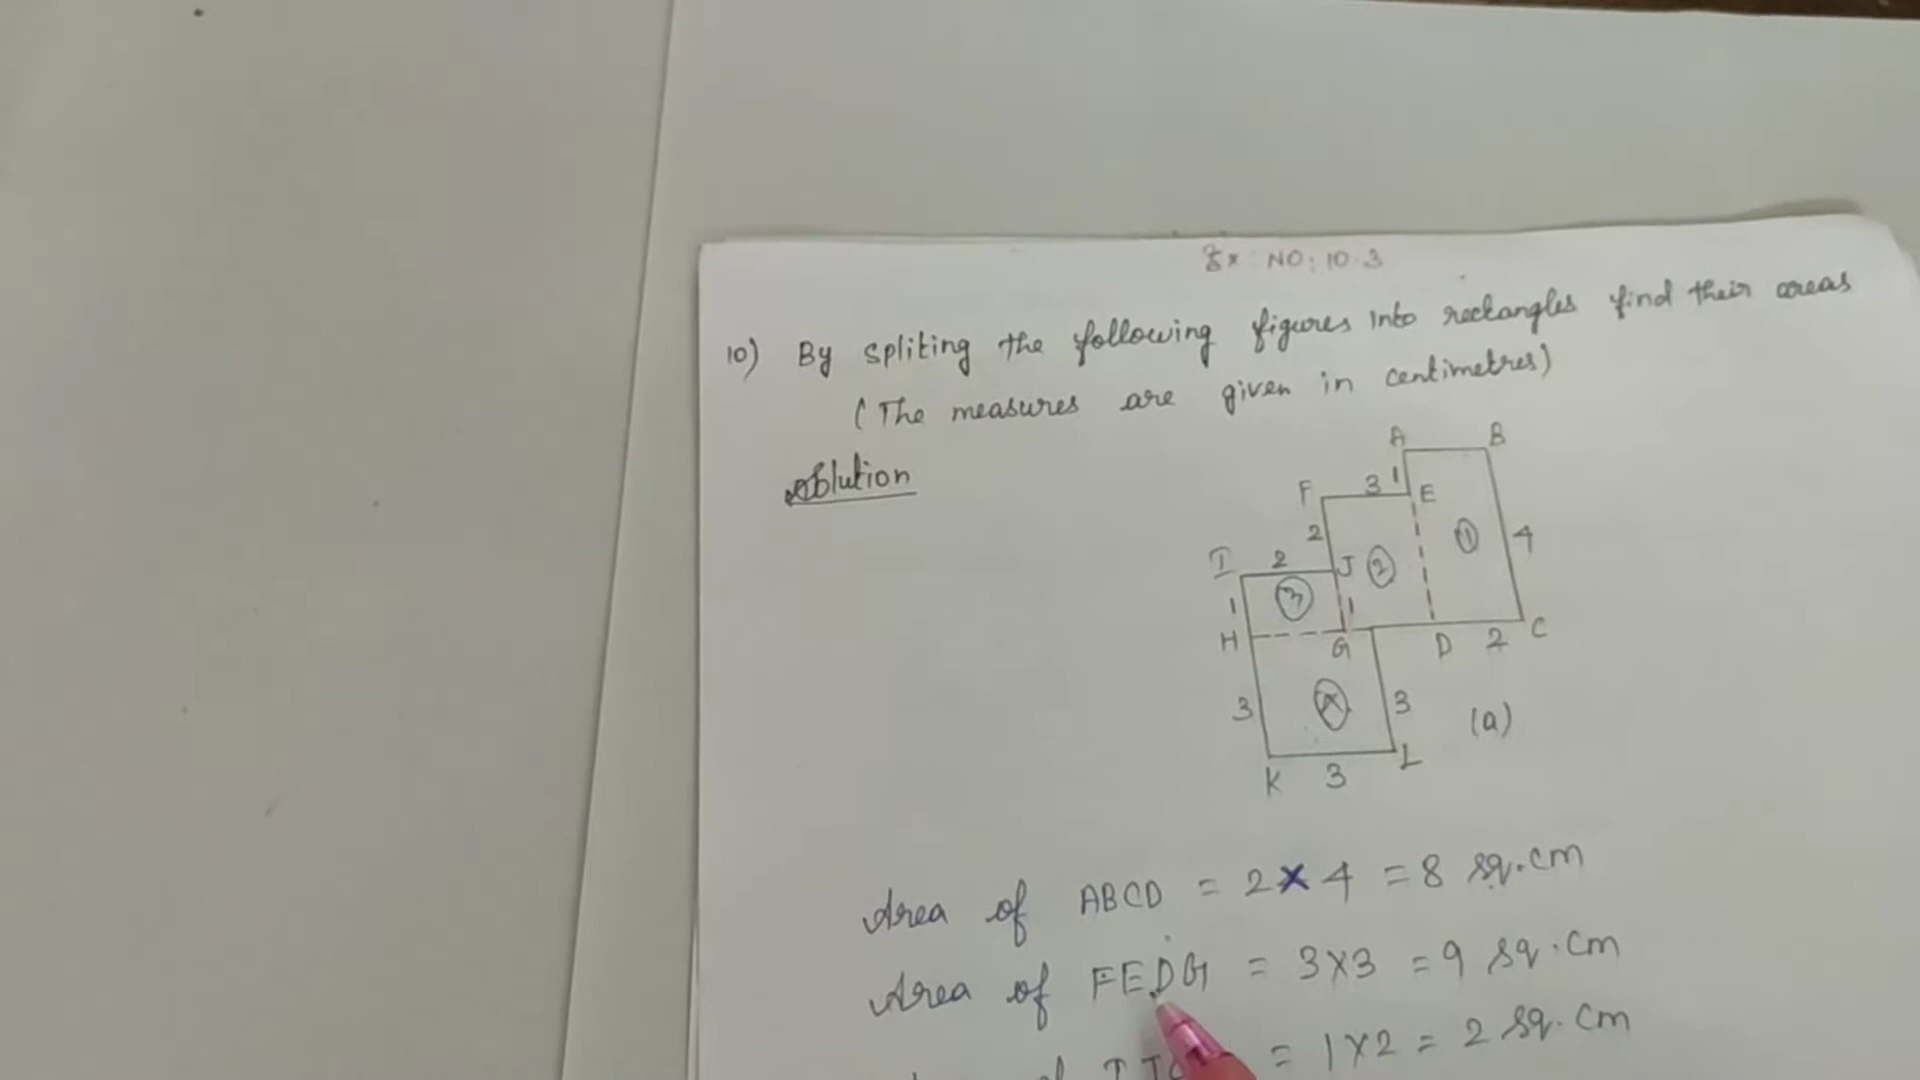 Ex NO: 10.3
10) By spliting the following figures into rectangles find their areas
(The measures are given in centimetres)
Solution
A B
F 3 1 E
2 1 4
I 2 J 2
1 3 1
H G D 2 C
3 3 (a)
K 3 L
Area of ABCD = 2 × 4 = 8 sq.cm
Area of FEDG = 3×3 = 9 sq.cm
= 1×2 = 2 sq.cm